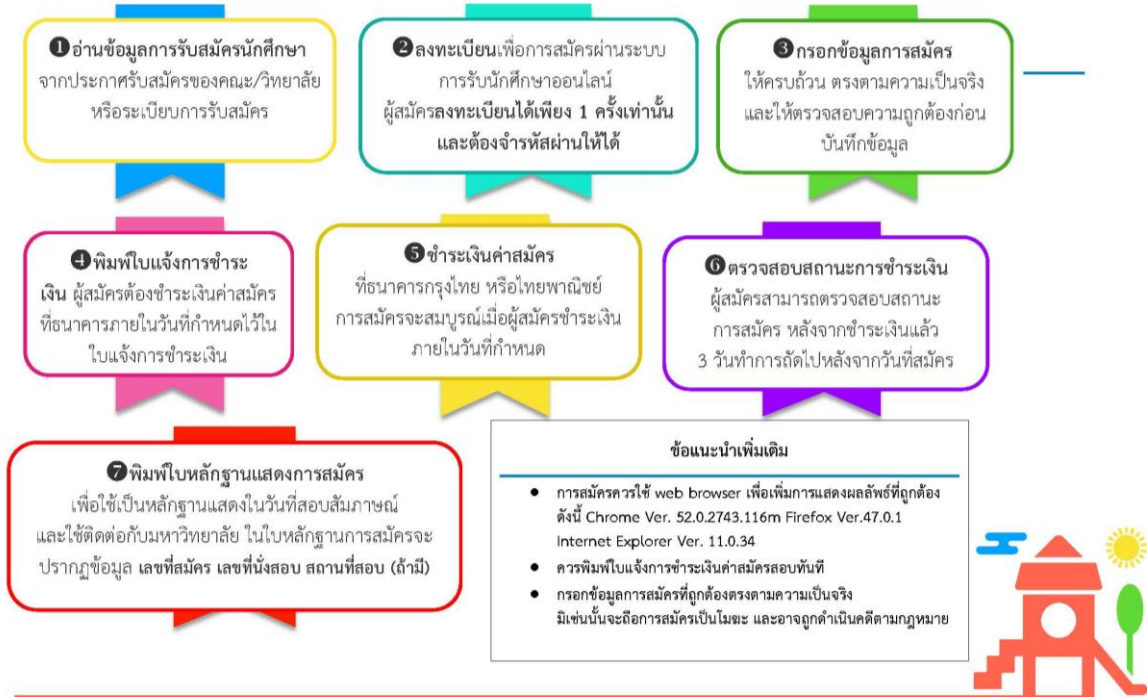 ❶อ่านข้อมูลการรับสมัครนักศึกษา
จากประกาศรับสมัครของคณะ/วิทยาลัย
หรือระเบียบการรับสมัคร
❷ลงทะเบียนเพื่อการสมัครผ่านระบบ
การรับนักศึกษาออนไลน์
ผู้สมัครลงทะเบียนได้เพียง 1 ครั้งเท่านั้น
และต้องจำรหัสผ่านให้ได้
❸กรอกข้อมูลการสมัคร
ให้ครบถ้วน ตรงตามความเป็นจริง
และให้ตรวจสอบความถูกต้องก่อน
บันทึกข้อมูล
❹พิมพ์ใบแจ้งการชำระ
เงิน ผู้สมัครต้องชำระเงินค่าสมัคร
ที่ธนาคารภายในวันที่กำหนดไว้ใน
ใบแจ้งการชำระเงิน
❺ชำระเงินค่าสมัคร
ที่ธนาคารกรุงไทย หรือไทยพาณิชย์
การสมัครจะสมบูรณ์เมื่อผู้สมัครชำระเงิน
ภายในวันที่กำหนด
❻ตรวจสอบสถานะการชำระเงิน
ผู้สมัครสามารถตรวจสอบสถานะ
การสมัคร หลังจากชำระเงินแล้ว
3 วันทำการถัดไปหลังจากวันที่สมัคร
❼พิมพ์ใบหลักฐานแสดงการสมัคร
เพื่อใช้เป็นหลักฐานแสดงในวันที่สอบสัมภาษณ์
และใช้ติดต่อกับมหาวิทยาลัย ในใบหลักฐานการสมัครจะ
ปรากฏข้อมูล เลขที่สมัคร เลขที่นั่งสอบ สถานที่สอบ (ถ้ามี)
ข้อแนะนำเพิ่มเติม
● การสมัครควรใช้ web browser เพื่อเพิ่มการแสดงผลลัพธ์ที่ถูกต้อง
ดังนี้ Chrome Ver. 52.0.2743.116m Firefox Ver.47.0.1
Internet Explorer Ver. 11.0.34
● ควรพิมพ์ใบแจ้งการชำระเงินค่าสมัครสอบทันที
● กรอกข้อมูลการสมัครที่ถูกต้องตรงตามความเป็นจริง
มิเช่นนั้นจะถือการสมัครเป็นโมฆะ และอาจถูกดำเนินคดีตามกฎหมาย